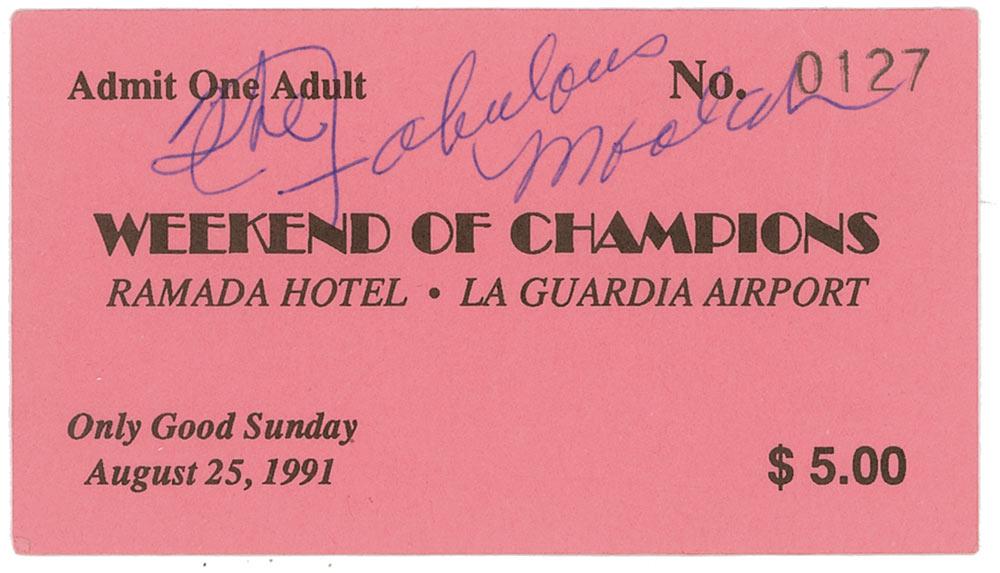 Admit One Adult No. 0127
The Fabulous
Moolah
WEEKEND OF CHAMPIONS
RAMADA HOTEL • LA GUARDIA AIRPORT
Only Good Sunday
August 25, 1991
$ 5.00